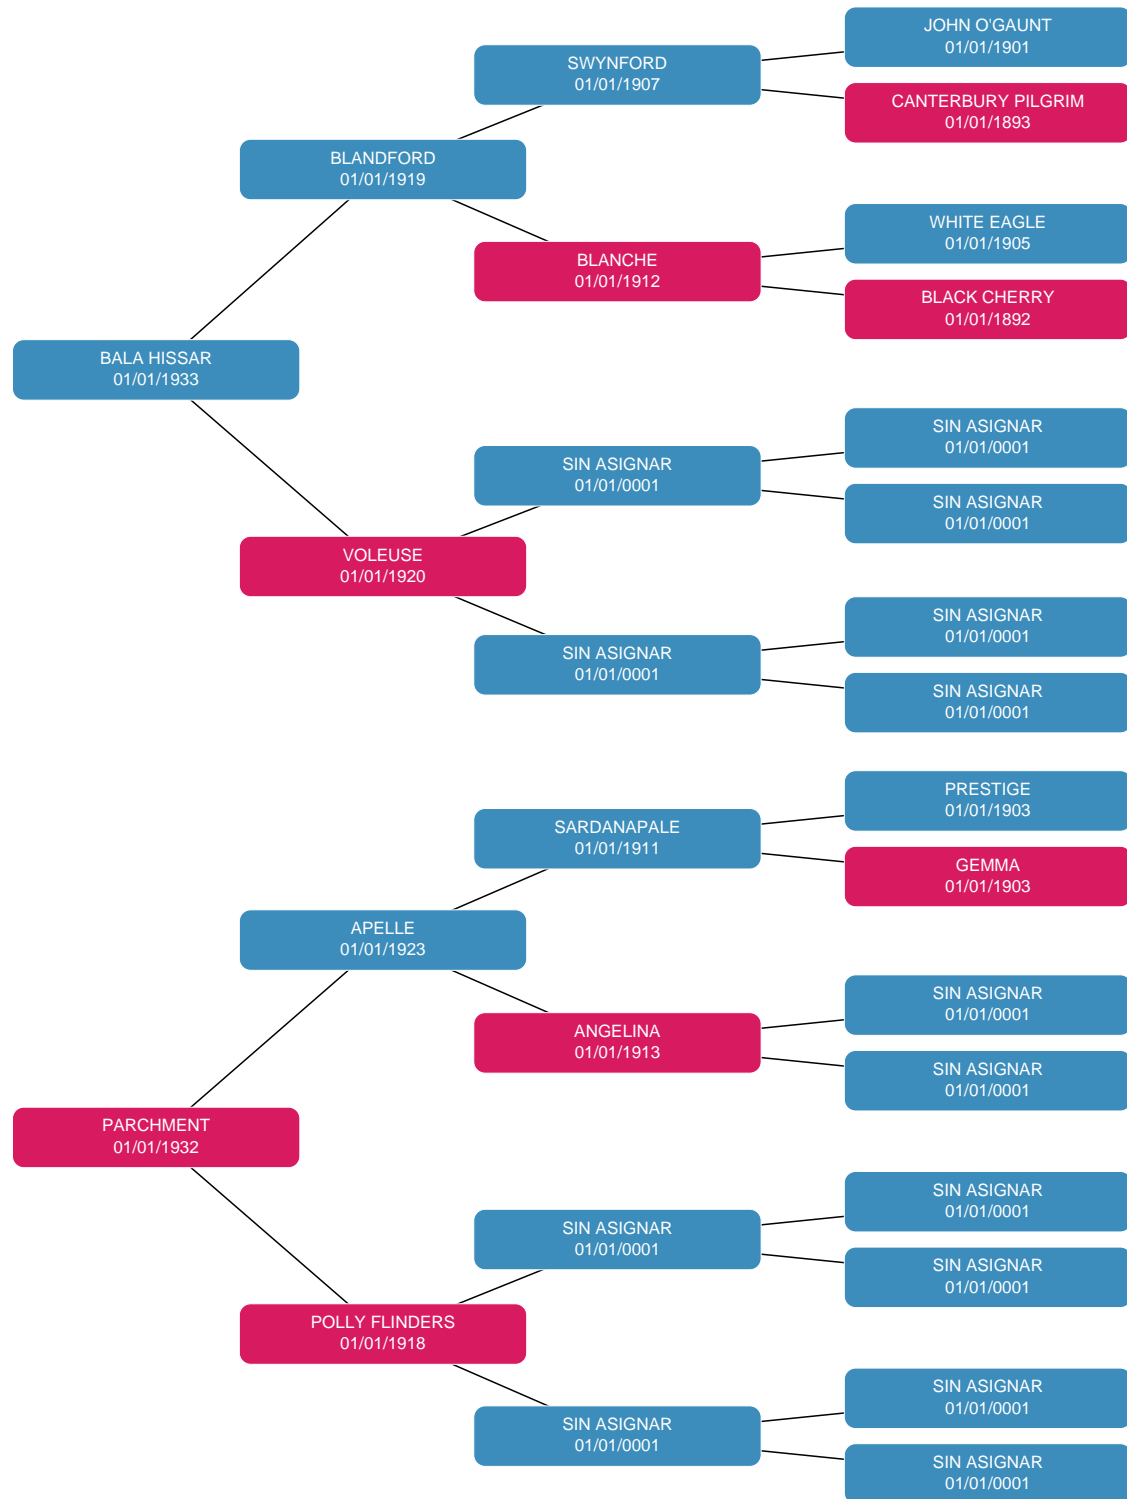 JOHN O'GAUNT
01/01/1901
SWYNFORD
01/01/1907
CANTERBURY PILGRIM
01/01/1893
BLANDFORD
01/01/1919
WHITE EAGLE
01/01/1905
BLANCHE
01/01/1912
BLACK CHERRY
01/01/1892
BALA HISSAR
01/01/1933
SIN ASIGNAR
01/01/0001
SIN ASIGNAR
01/01/0001
SIN ASIGNAR
01/01/0001
VOLEUSE
01/01/1920
SIN ASIGNAR
01/01/0001
SIN ASIGNAR
01/01/0001
SIN ASIGNAR
01/01/0001
PRESTIGE
01/01/1903
SARDANAPALE
01/01/1911
GEMMA
01/01/1903
APELLE
01/01/1923
SIN ASIGNAR
01/01/0001
ANGELINA
01/01/1913
SIN ASIGNAR
01/01/0001
PARCHMENT
01/01/1932
SIN ASIGNAR
01/01/0001
SIN ASIGNAR
01/01/0001
SIN ASIGNAR
01/01/0001
POLLY FLINDERS
01/01/1918
SIN ASIGNAR
01/01/0001
SIN ASIGNAR
01/01/0001
SIN ASIGNAR
01/01/0001